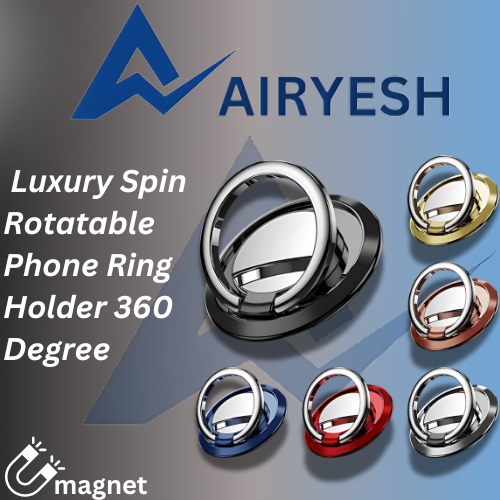 AIRYESH
Luxury Spin
Rotatable
Phone Ring
Holder 360
Degree
magnet